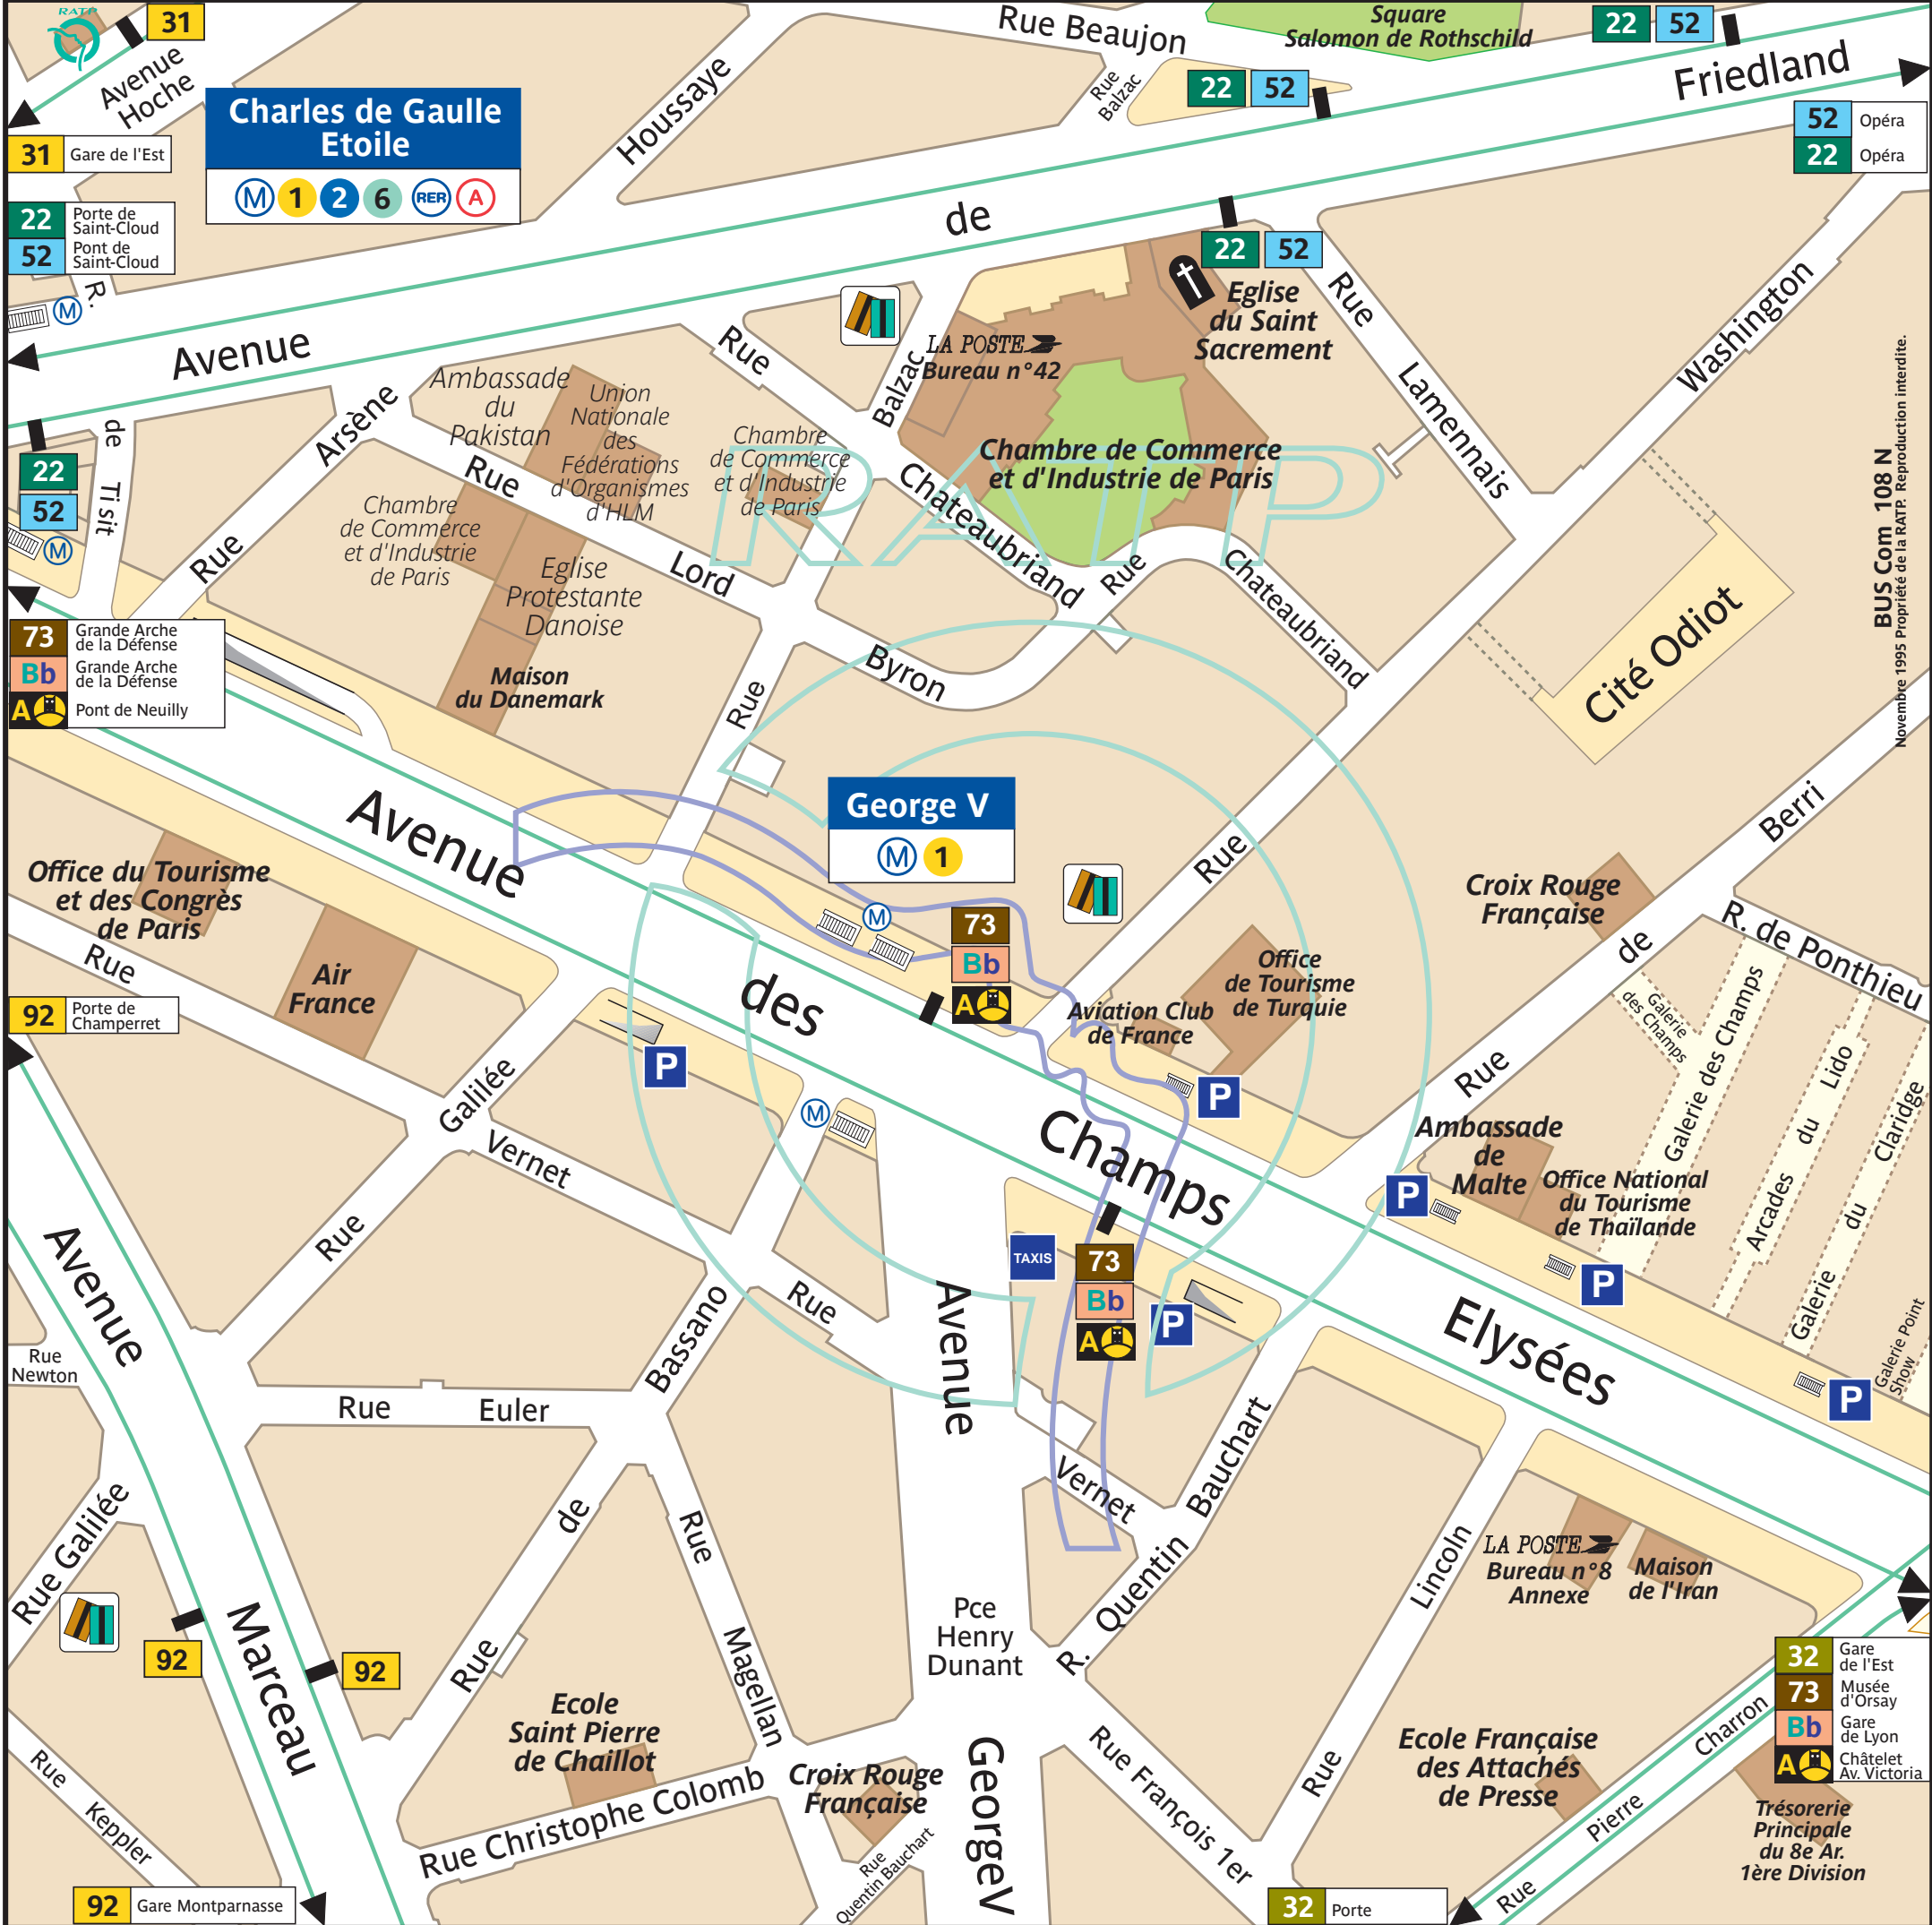 RATP
31
Avenue
Hoche
31 Gare de l'Est
Charles de Gaulle
Etoile
M 1 2 6 RER A
Houssaye
Rue Beaujon
Rue
Balzac
Square
Salomon de Rothschild
22 52
22 52
Friedland
52 Opéra
22 Opéra
22 Porte de
Saint-Cloud
52 Pont de
Saint-Cloud
R.
M
Avenue
de
22 52
Eglise
du Saint
Sacrement
Rue
Lamennais
Washington
Rue
Balzac
LA POSTE
Bureau n°42
Chambre de Commerce
et d'Industrie de Paris
Ambassade
du
Pakistan
Union
Nationale
des
Fédérations
d'Organismes
d'HLM
Chambre
de Commerce
et d'Industrie
de Paris
Chambre
de Commerce
et d'Industrie
de Paris
RATP
de
Tisit
22
52
M
Rue
Arsène
Rue
Lord
Byron
Chateaubriand
Rue
Chateaubriand
Eglise
Protestante
Danoise
Maison
du Danemark
Rue
Cité Odiot
BUS Com 108 N
Novembre 1995 Propriété de la RATP. Reproduction interdite.
73 Grande Arche
de la Défense
Bb Grande Arche
de la Défense
A Pont de Neuilly
Avenue
des
Champs
Elysées
George V
M 1
M
73
Bb
A
Rue
Berri
de
Rue
Croix Rouge
Française
R. de Ponthieu
Office
de Tourisme
de Turquie
Aviation Club
de France
P
Galerie
des Champs
Galerie des Champs
Arcades du Lido
Galerie du Claridge
Galerie Point
Show
Ambassade
de
Malte
Office National
du Tourisme
de Thaïlande
P
P
P
Office du Tourisme
et des Congrès
de Paris
Air
France
Rue
Vernet
92 Porte de
Champerret
P
Galilée
Rue
M
TAXIS
73
Bb
A
P
Rue
Vernet
Avenue
Marceau
Rue
Newton
Rue Galilée
Rue Euler
Bassano
de
Rue
Rue
Magellan
Avenue
GeorgeV
Pce
Henry
Dunant
R. Quentin Bauchart
Lincoln
Rue
LA POSTE
Bureau n°8
Annexe
Maison
de l'Iran
92
92
Rue
Keppler
Ecole
Saint Pierre
de Chaillot
Rue Christophe Colomb
Croix Rouge
Française
Rue
Quentin Bauchart
Rue François 1er
Ecole Française
des Attachés
de Presse
Charron
Pierre
Rue
32 Gare
de l'Est
73 Musée
d'Orsay
Bb Gare
de Lyon
A Châtelet
Av. Victoria
Trésorerie
Principale
du 8e Ar.
1ère Division
92 Gare Montparnasse
32 Porte